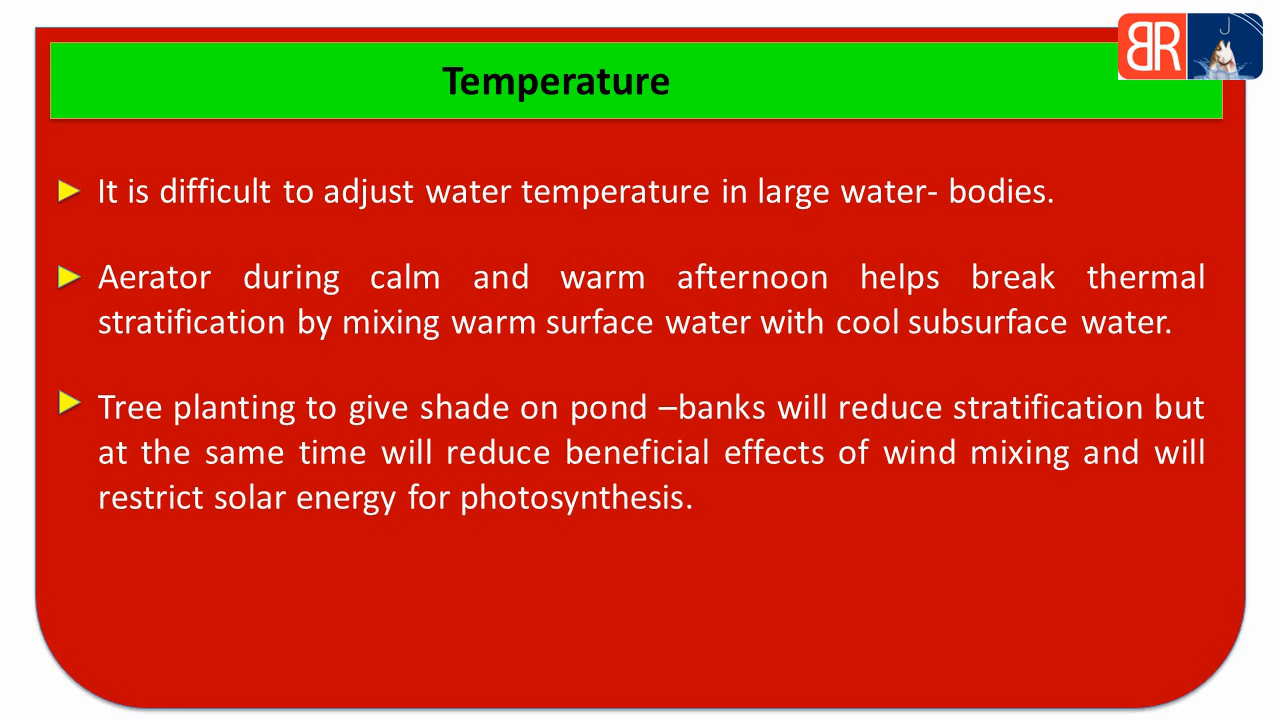 BR
Temperature
It is difficult to adjust water temperature in large water- bodies.
Aerator during calm and warm afternoon helps break thermal
stratification by mixing warm surface water with cool subsurface water.
Tree planting to give shade on pond –banks will reduce stratification but
at the same time will reduce beneficial effects of wind mixing and will
restrict solar energy for photosynthesis.